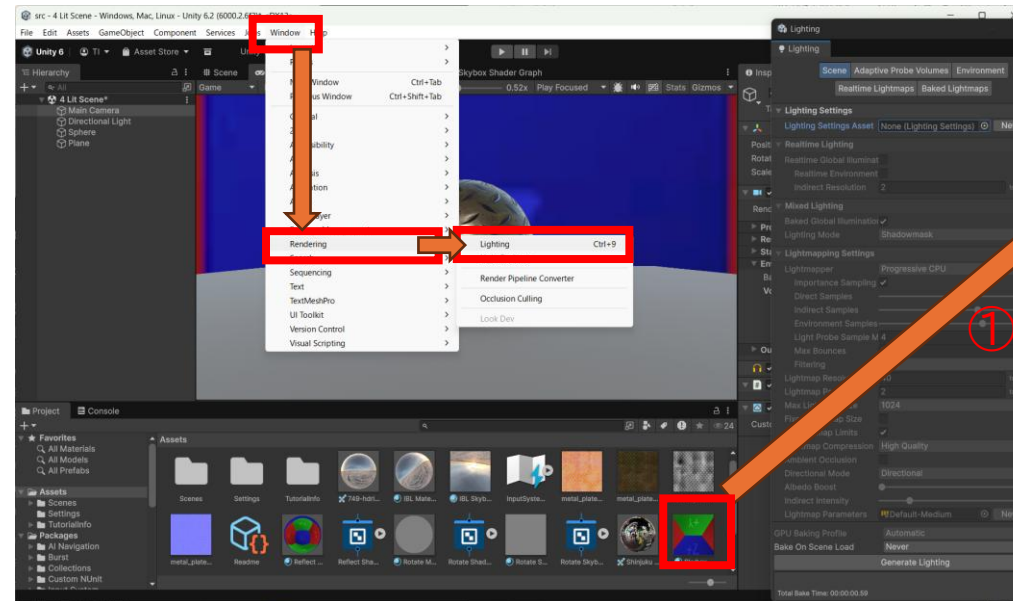 src - 4 Lit Scene - Windows, Mac, Linux - Unity 6.2
File Edit Assets GameObject Component Services Window
Unity 6 TI Asset Store
Hierarchy
Scene
Skybox Shader Graph
All
Game
0.52x Play Focused Stats Gizmos
4 Lit Scene*
Main Camera
Directional Light
Sphere
Plane
Window Ctrl+Tab
Window Ctrl+Shift+Tab
Rendering
Sequencing
Text
TextMeshPro
UI Toolkit
Version Control
Visual Scripting
Lighting Ctrl+9
Render Pipeline Converter
Occlusion Culling
Look Dev
Lighting
Lighting
Scene Adaptive Probe Volumes Environment
Realtime Lightmaps Baked Lightmaps
Lighting Settings
Lighting Settings Asset None (Lighting Settings)
Realtime Lighting
Realtime Global Illuminat
Realtime Environment
Indirect Resolution 2
Mixed Lighting
Baked Global Illuminatio
Lighting Mode Shadowmask
Lightmapping Settings
Lightmapper Progressive CPU
Importance Sampling
Direct Samples
Indirect Samples
Environment Samples
Light Probe Sample M 4
Max Bounces
Filtering
①
1024
High Quality
Directional Mode Directional
Albedo Boost
Indirect Intensity
Lightmap Parameters Default-Medium
GPU Baking Profile Automatic
Bake On Scene Load Never
Generate Lighting
Total Bake Time: 00:00:00.59
Project Console
24
Favorites
All Materials
All Models
All Prefabs
Assets
Scenes
Settings
TutorialInfo
Packages
AI Navigation
Burst
Collections
Custom NUnit
Assets
Scenes Settings TutorialInfo 749-hdri... IBL Mate... IBL Skyb... InputSyste... metal_plate... metal_plate...
metal_plate... Readme Reflect ... Reflect Sha... Rotate M... Rotate Shad... Rotate S... Rotate Skyb... Shinjuku ...